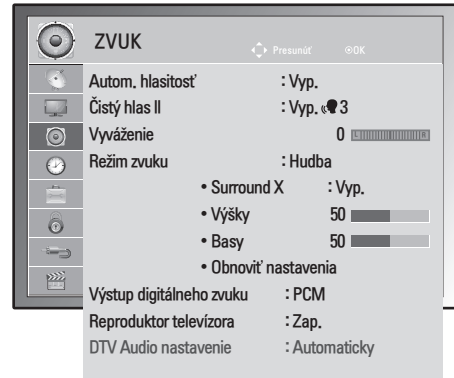 ZVUK
Presunúť OK
Autom. hlasitosť : Vyp.
Čistý hlas II : Vyp. 3
Vyváženie 0 L R
Režim zvuku : Hudba
• Surround X : Vyp.
• Výšky 50
• Basy 50
• Obnoviť nastavenia
Výstup digitálneho zvuku : PCM
Reproduktor televízora : Zap.
DTV Audio nastavenie : Automaticky